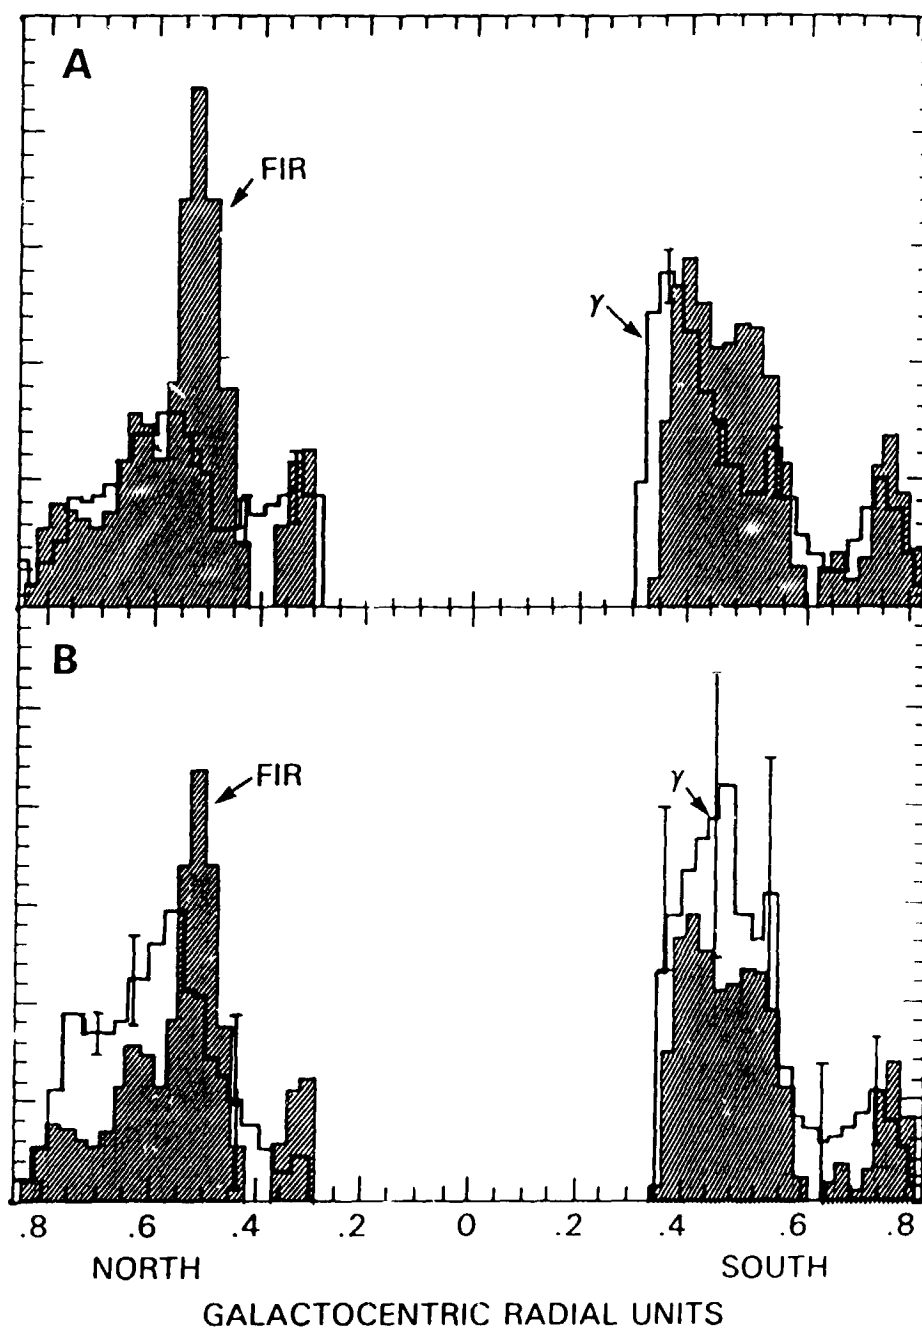 A
FIR
γ
B
FIR
γ
.8 .6 .4 .2 0 .2 .4 .6 .8
NORTH SOUTH
GALACTOCENTRIC RADIAL UNITS